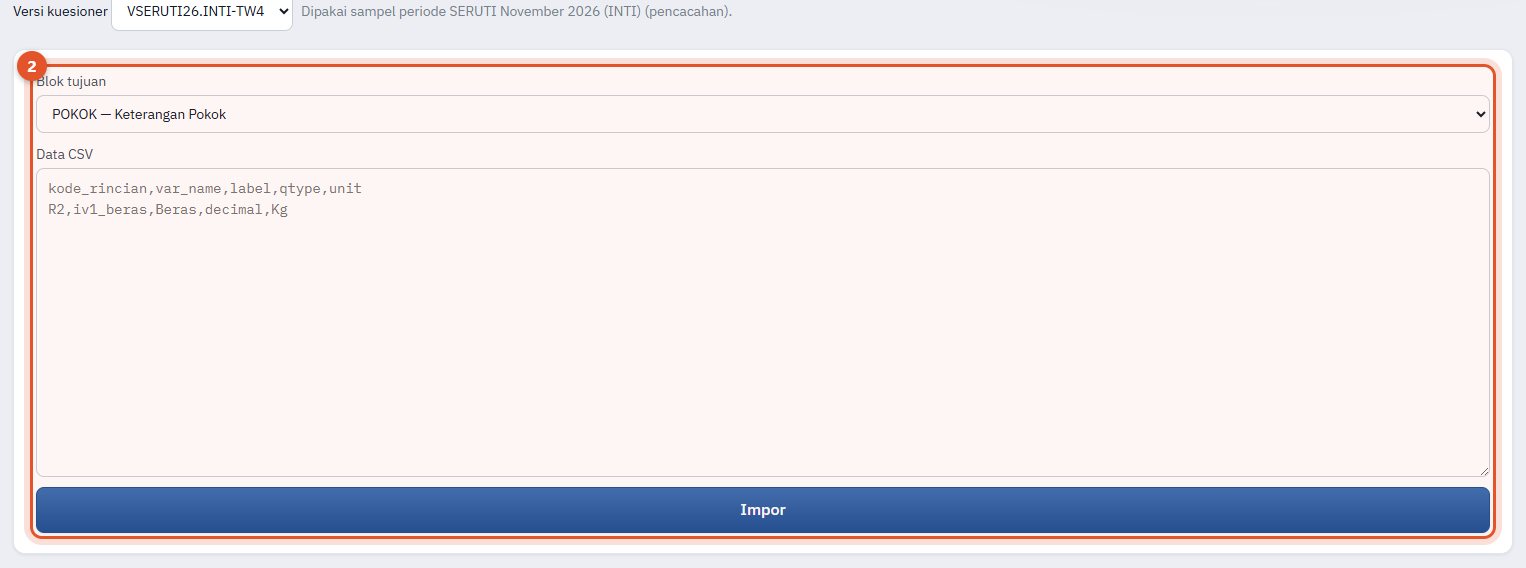 Versi kuesioner VSERUTI26.INTI-TW4 Dipakai sampel periode SERUTI November 2026 (INTI) (pencacahan).
2
Blok tujuan
POKOK — Keterangan Pokok
Data CSV
kode_rincian,var_name,label,qtype,unit
R2,iv1_beras,Beras,decimal,Kg
Impor